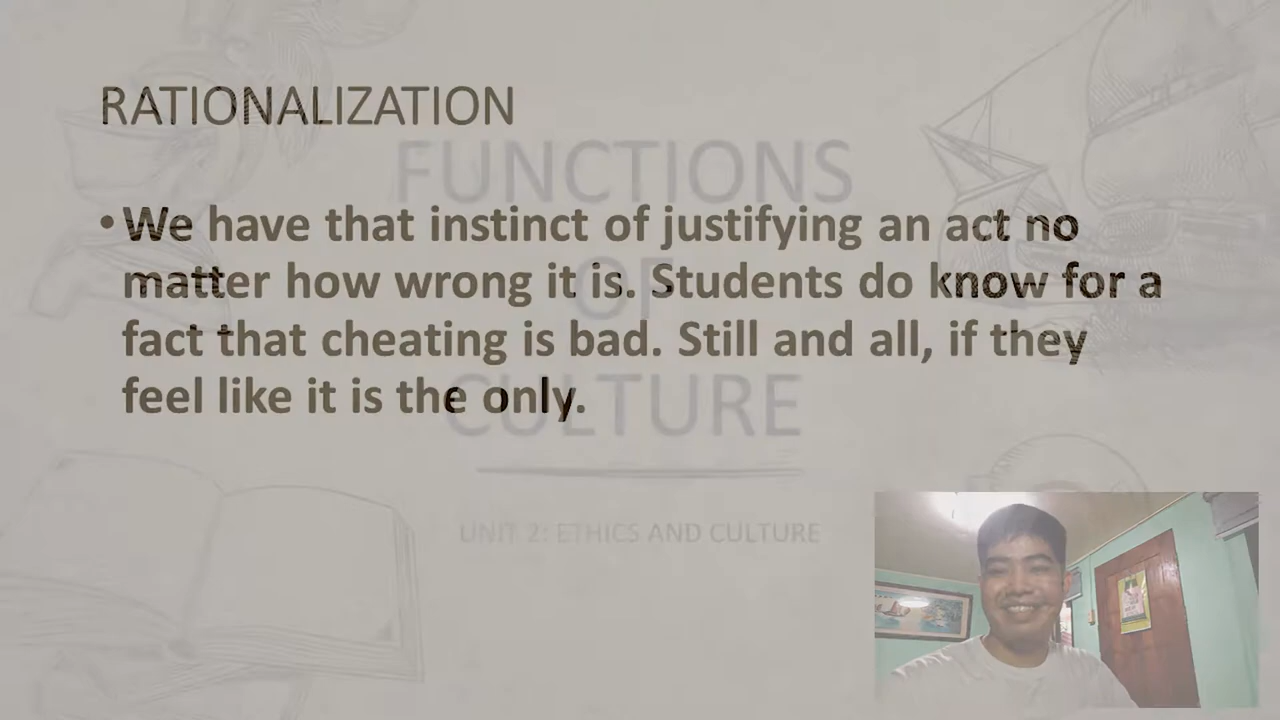 RATIONALIZATION
FUNCTIONS
• We have that instinct of justifying an act no
OF
matter how wrong it is. Students do know for a
fact that cheating is bad. Still and all, if they
feel like it is the only.
CULTURE
UNIT 2: ETHICS AND CULTURE